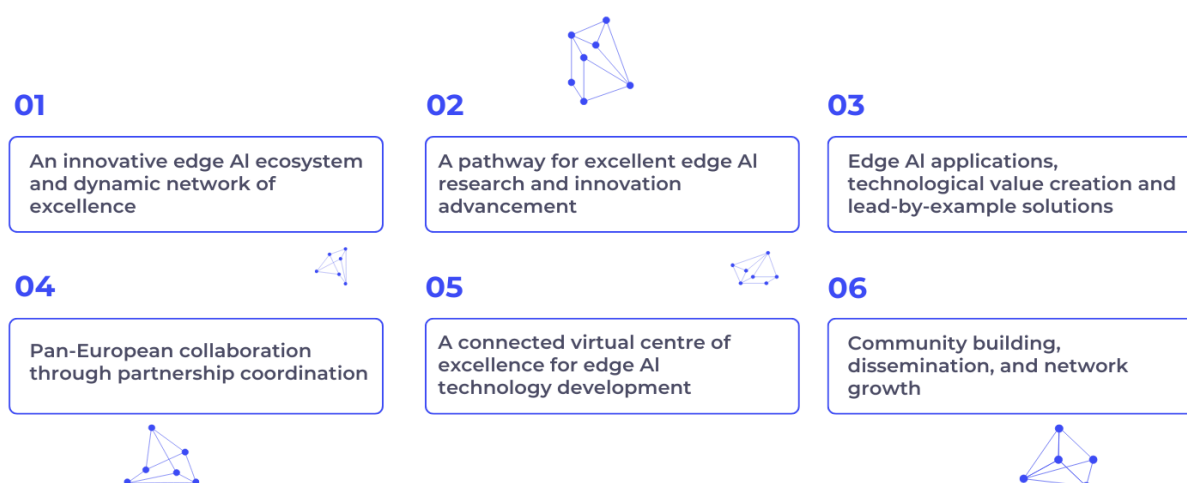 01
An innovative edge AI ecosystem
and dynamic network of
excellence
02
A pathway for excellent edge AI
research and innovation
advancement
03
Edge AI applications,
technological value creation and
lead-by-example solutions
04
Pan-European collaboration
through partnership coordination
05
A connected virtual centre of
excellence for edge AI
technology development
06
Community building,
dissemination, and network
growth